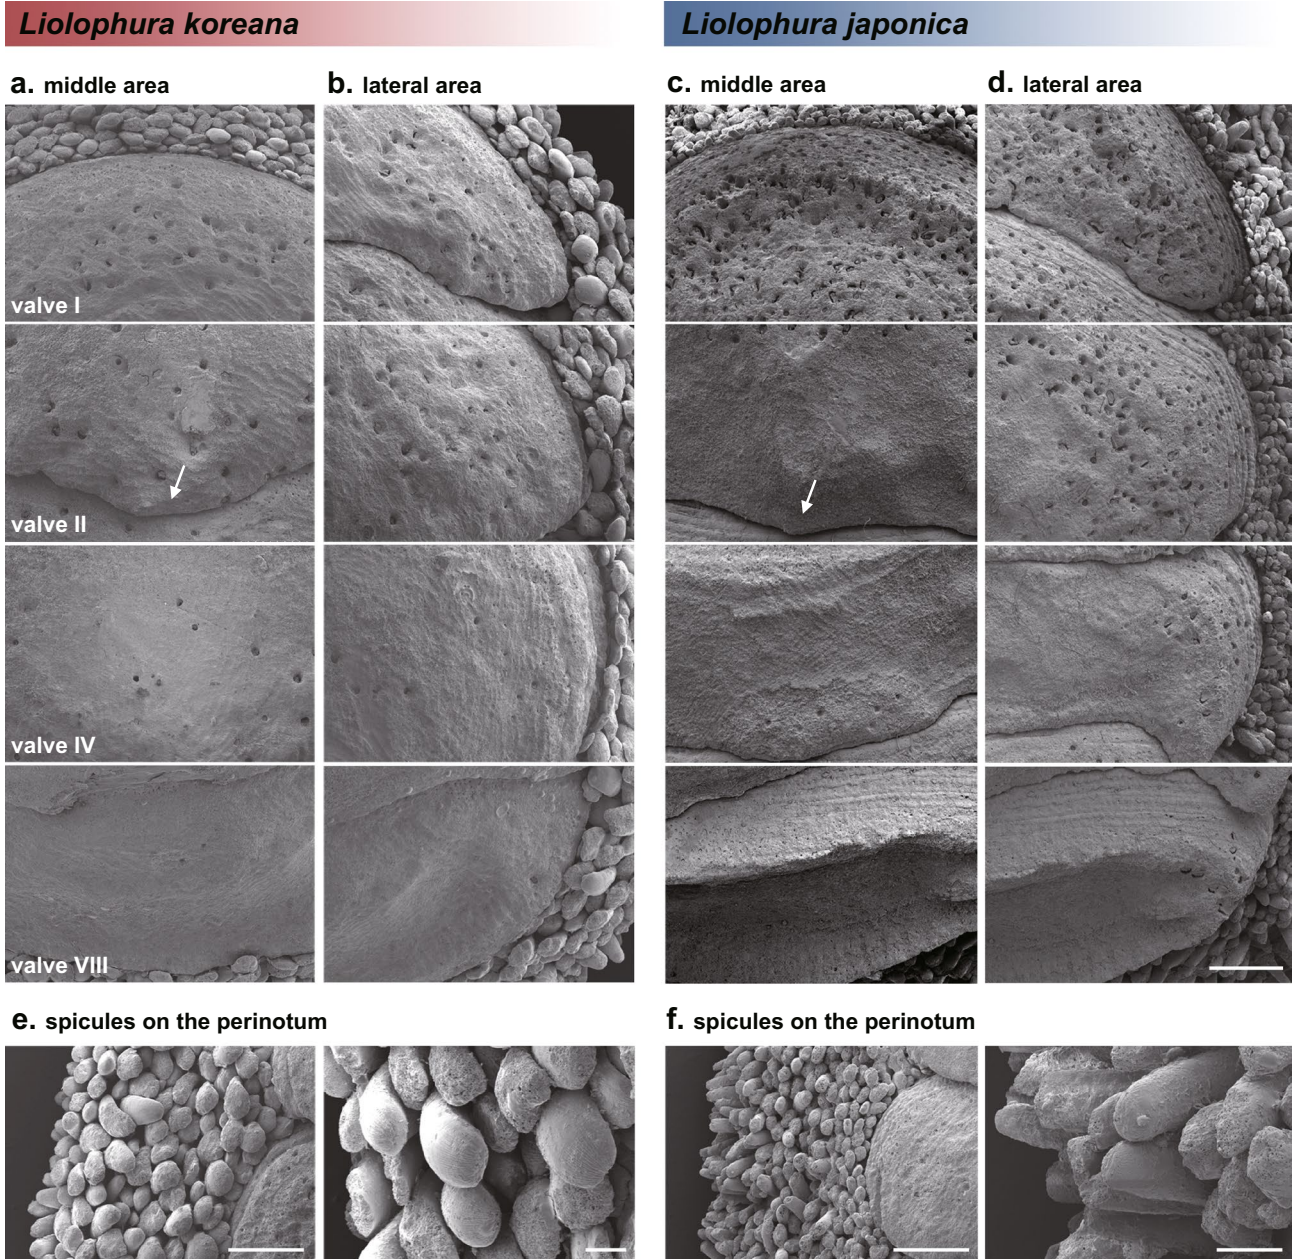 Liolophura koreana
Liolophura japonica
a. middle area
b. lateral area
c. middle area
d. lateral area
valve I
valve II
valve IV
valve VIII
e. spicules on the perinotum
f. spicules on the perinotum